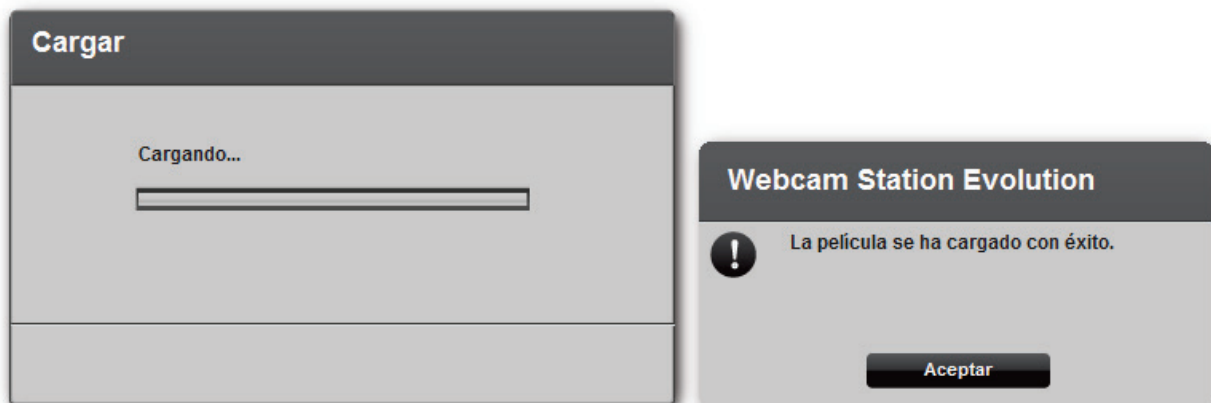 Cargar
Cargando...
Webcam Station Evolution
La película se ha cargado con éxito.
Aceptar